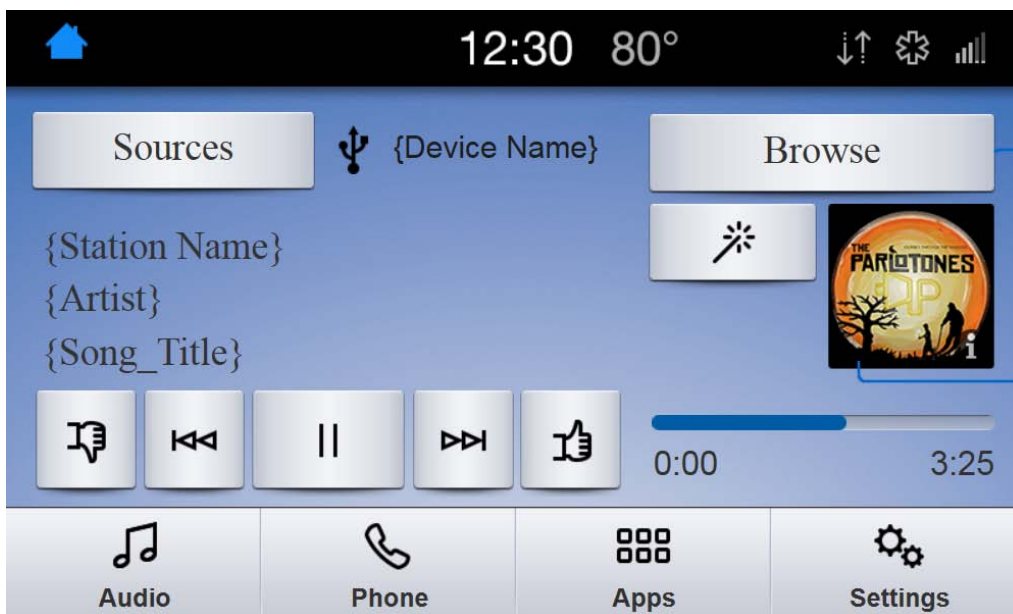 12:30 80°
Sources {Device Name} Browse
{Station Name}
{Artist}
{Song_Title}
THE
PARLOTONES
0:00 3:25
Audio Phone Apps Settings